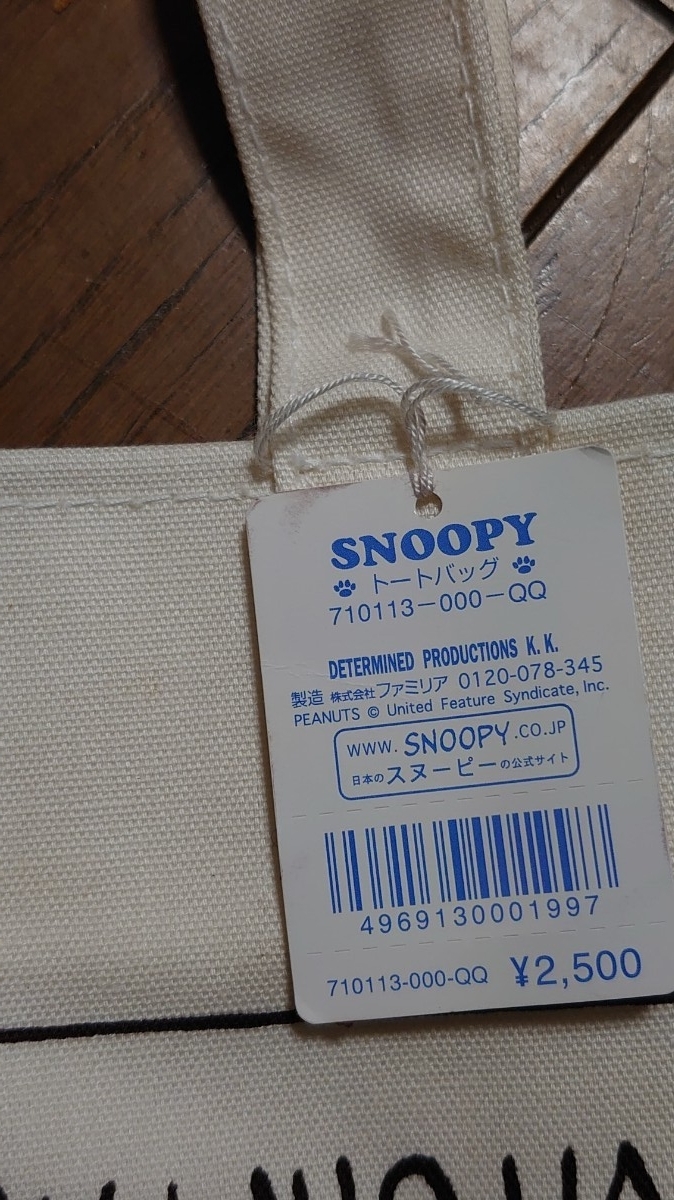 SNOOPY
トートバッグ
710113-000-QQ
DETERMINED PRODUCTIONS K.K.
製造 株式会社ファミリア 0120-078-345
PEANUTS © United Feature Syndicate, Inc.
WWW.SNOOPY.CO.JP
日本のスヌーピーの公式サイト
4969130001997
710113-000-QQ ¥2,500